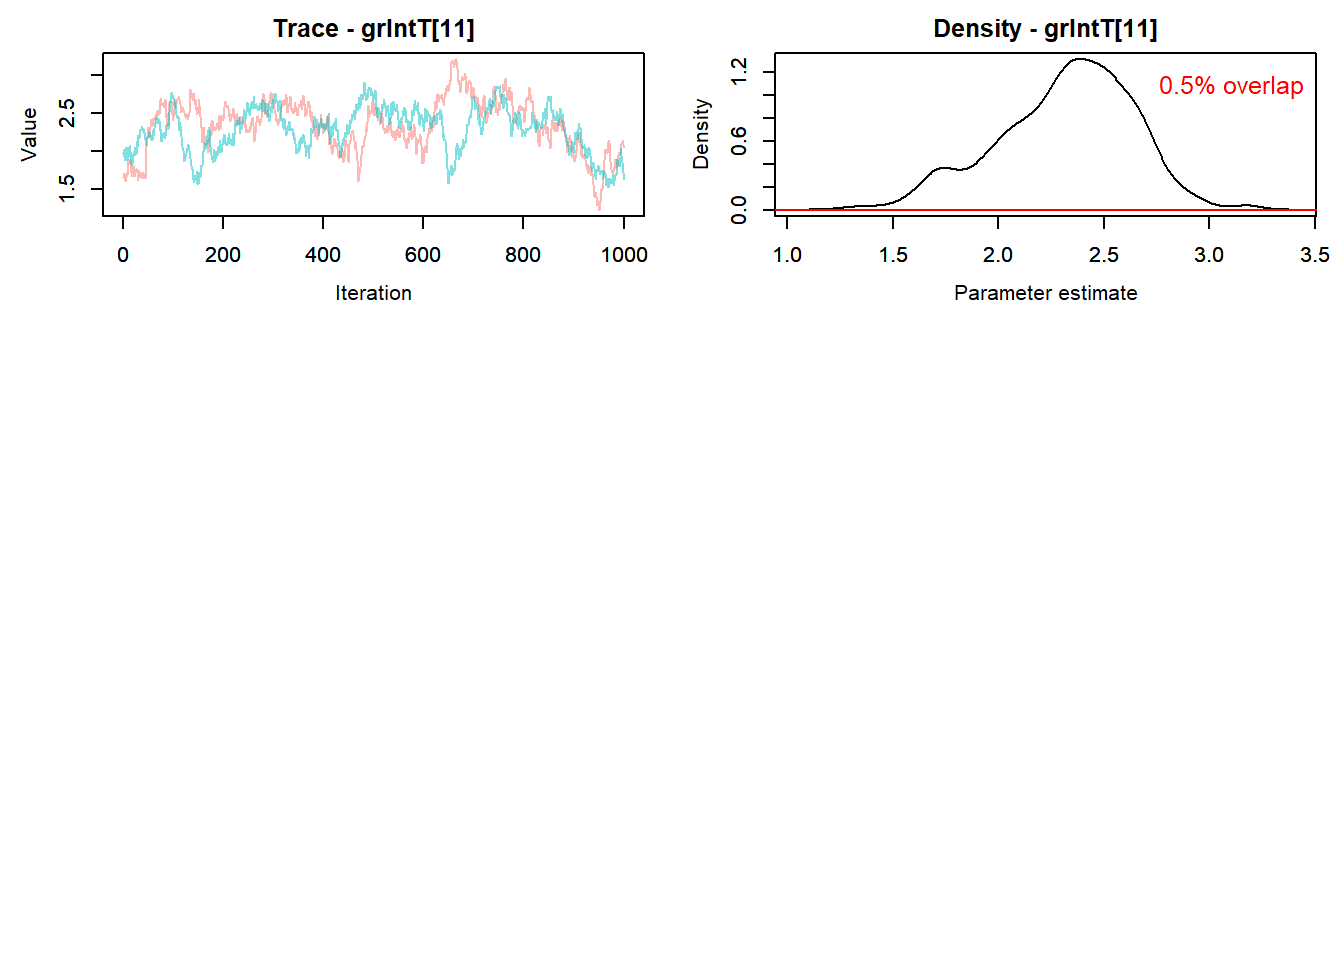 Trace - grIntT[11]
Value
1.5
2.5
0
200
400
600
800
1000
Iteration
Density - grIntT[11]
Density
0.0
0.6
1.2
0.5% overlap
1.0
1.5
2.0
2.5
3.0
3.5
Parameter estimate